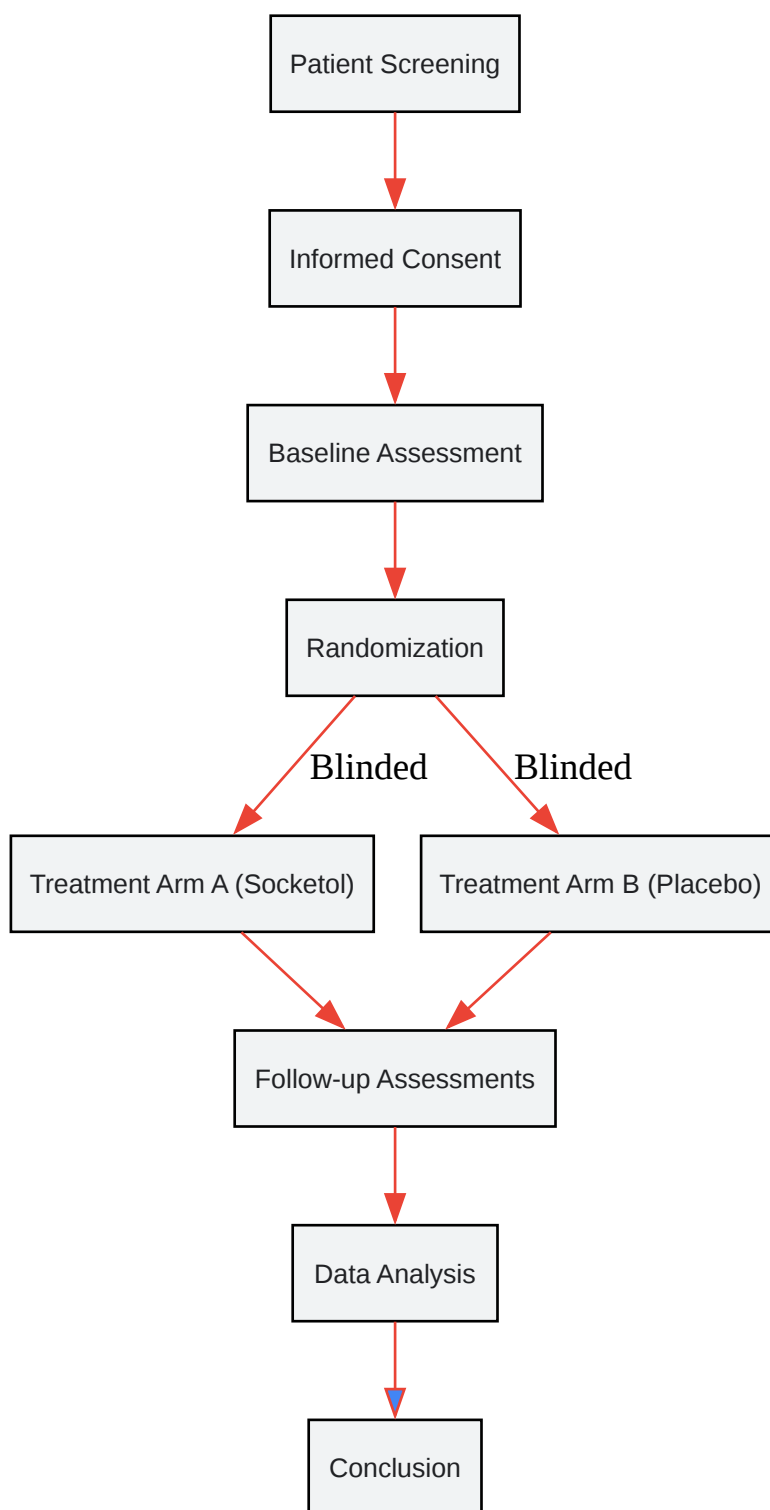 Patient Screening
Informed Consent
Baseline Assessment
Randomization
Blinded
Blinded
Treatment Arm A (Socketol)
Treatment Arm B (Placebo)
Follow-up Assessments
Data Analysis
Conclusion